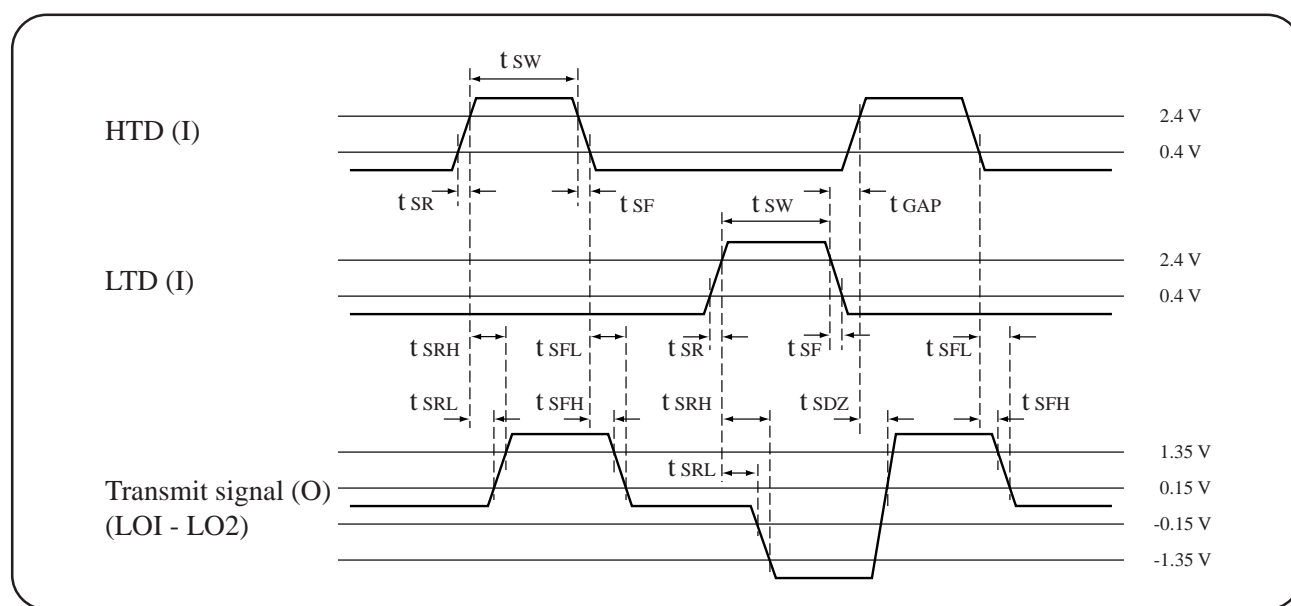 t SW
HTD (I)
2.4 V
0.4 V
t SR
t SF
t SW
t GAP
LTD (I)
2.4 V
0.4 V
t SRH
t SFL
t SR
t SF
t SFL
t SRL
t SFH
t SRH
t SDZ
t SFH
t SRL
Transmit signal (O)
(LOI - LO2)
1.35 V
0.15 V
-0.15 V
-1.35 V